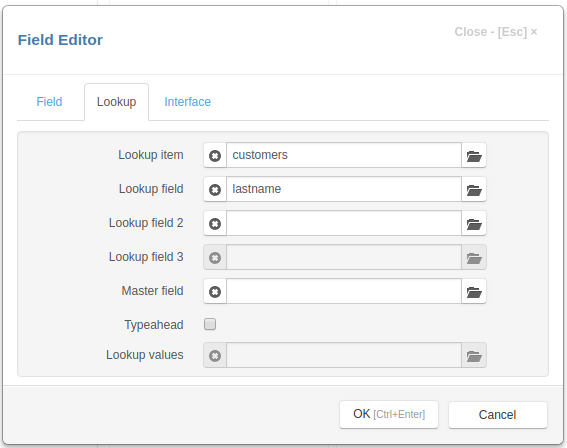 Field Editor
Close - [Esc] ×
Field
Lookup
Interface
Lookup item
customers
Lookup field
lastname
Lookup field 2
Lookup field 3
Master field
Typeahead
Lookup values
OK [Ctrl+Enter]
Cancel